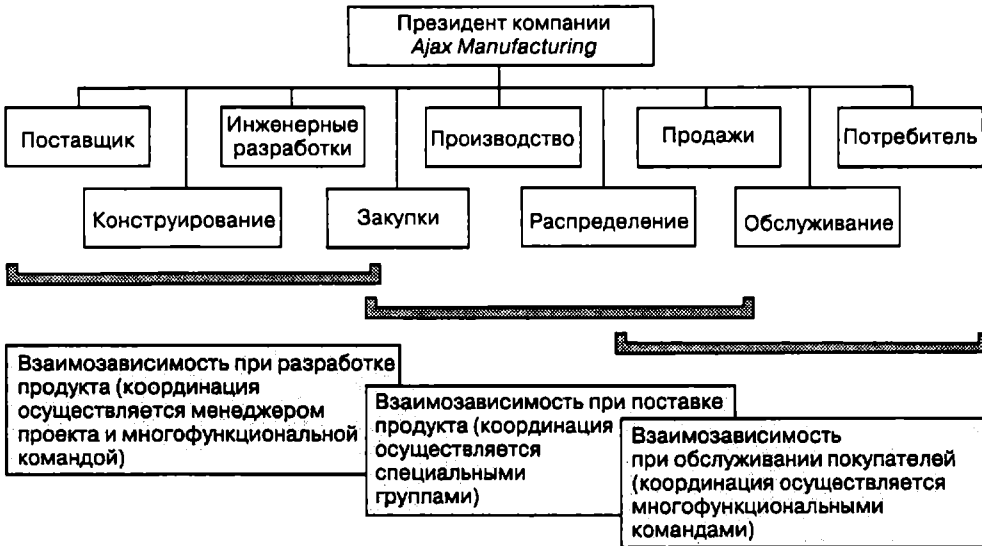 Президент компании
Ajax Manufacturing
Поставщик
Инженерные
разработки
Производство
Продажи
Потребитель
Конструирование
Закупки
Распределение
Обслуживание
Взаимозависимость при разработке
продукта (координация
осуществляется менеджером
проекта и многофункциональной
командой)
Взаимозависимость при поставке
продукта (координация
осуществляется
специальными
группами)
Взаимозависимость
при обслуживании покупателей
(координация осуществляется
многофункциональными
командами)